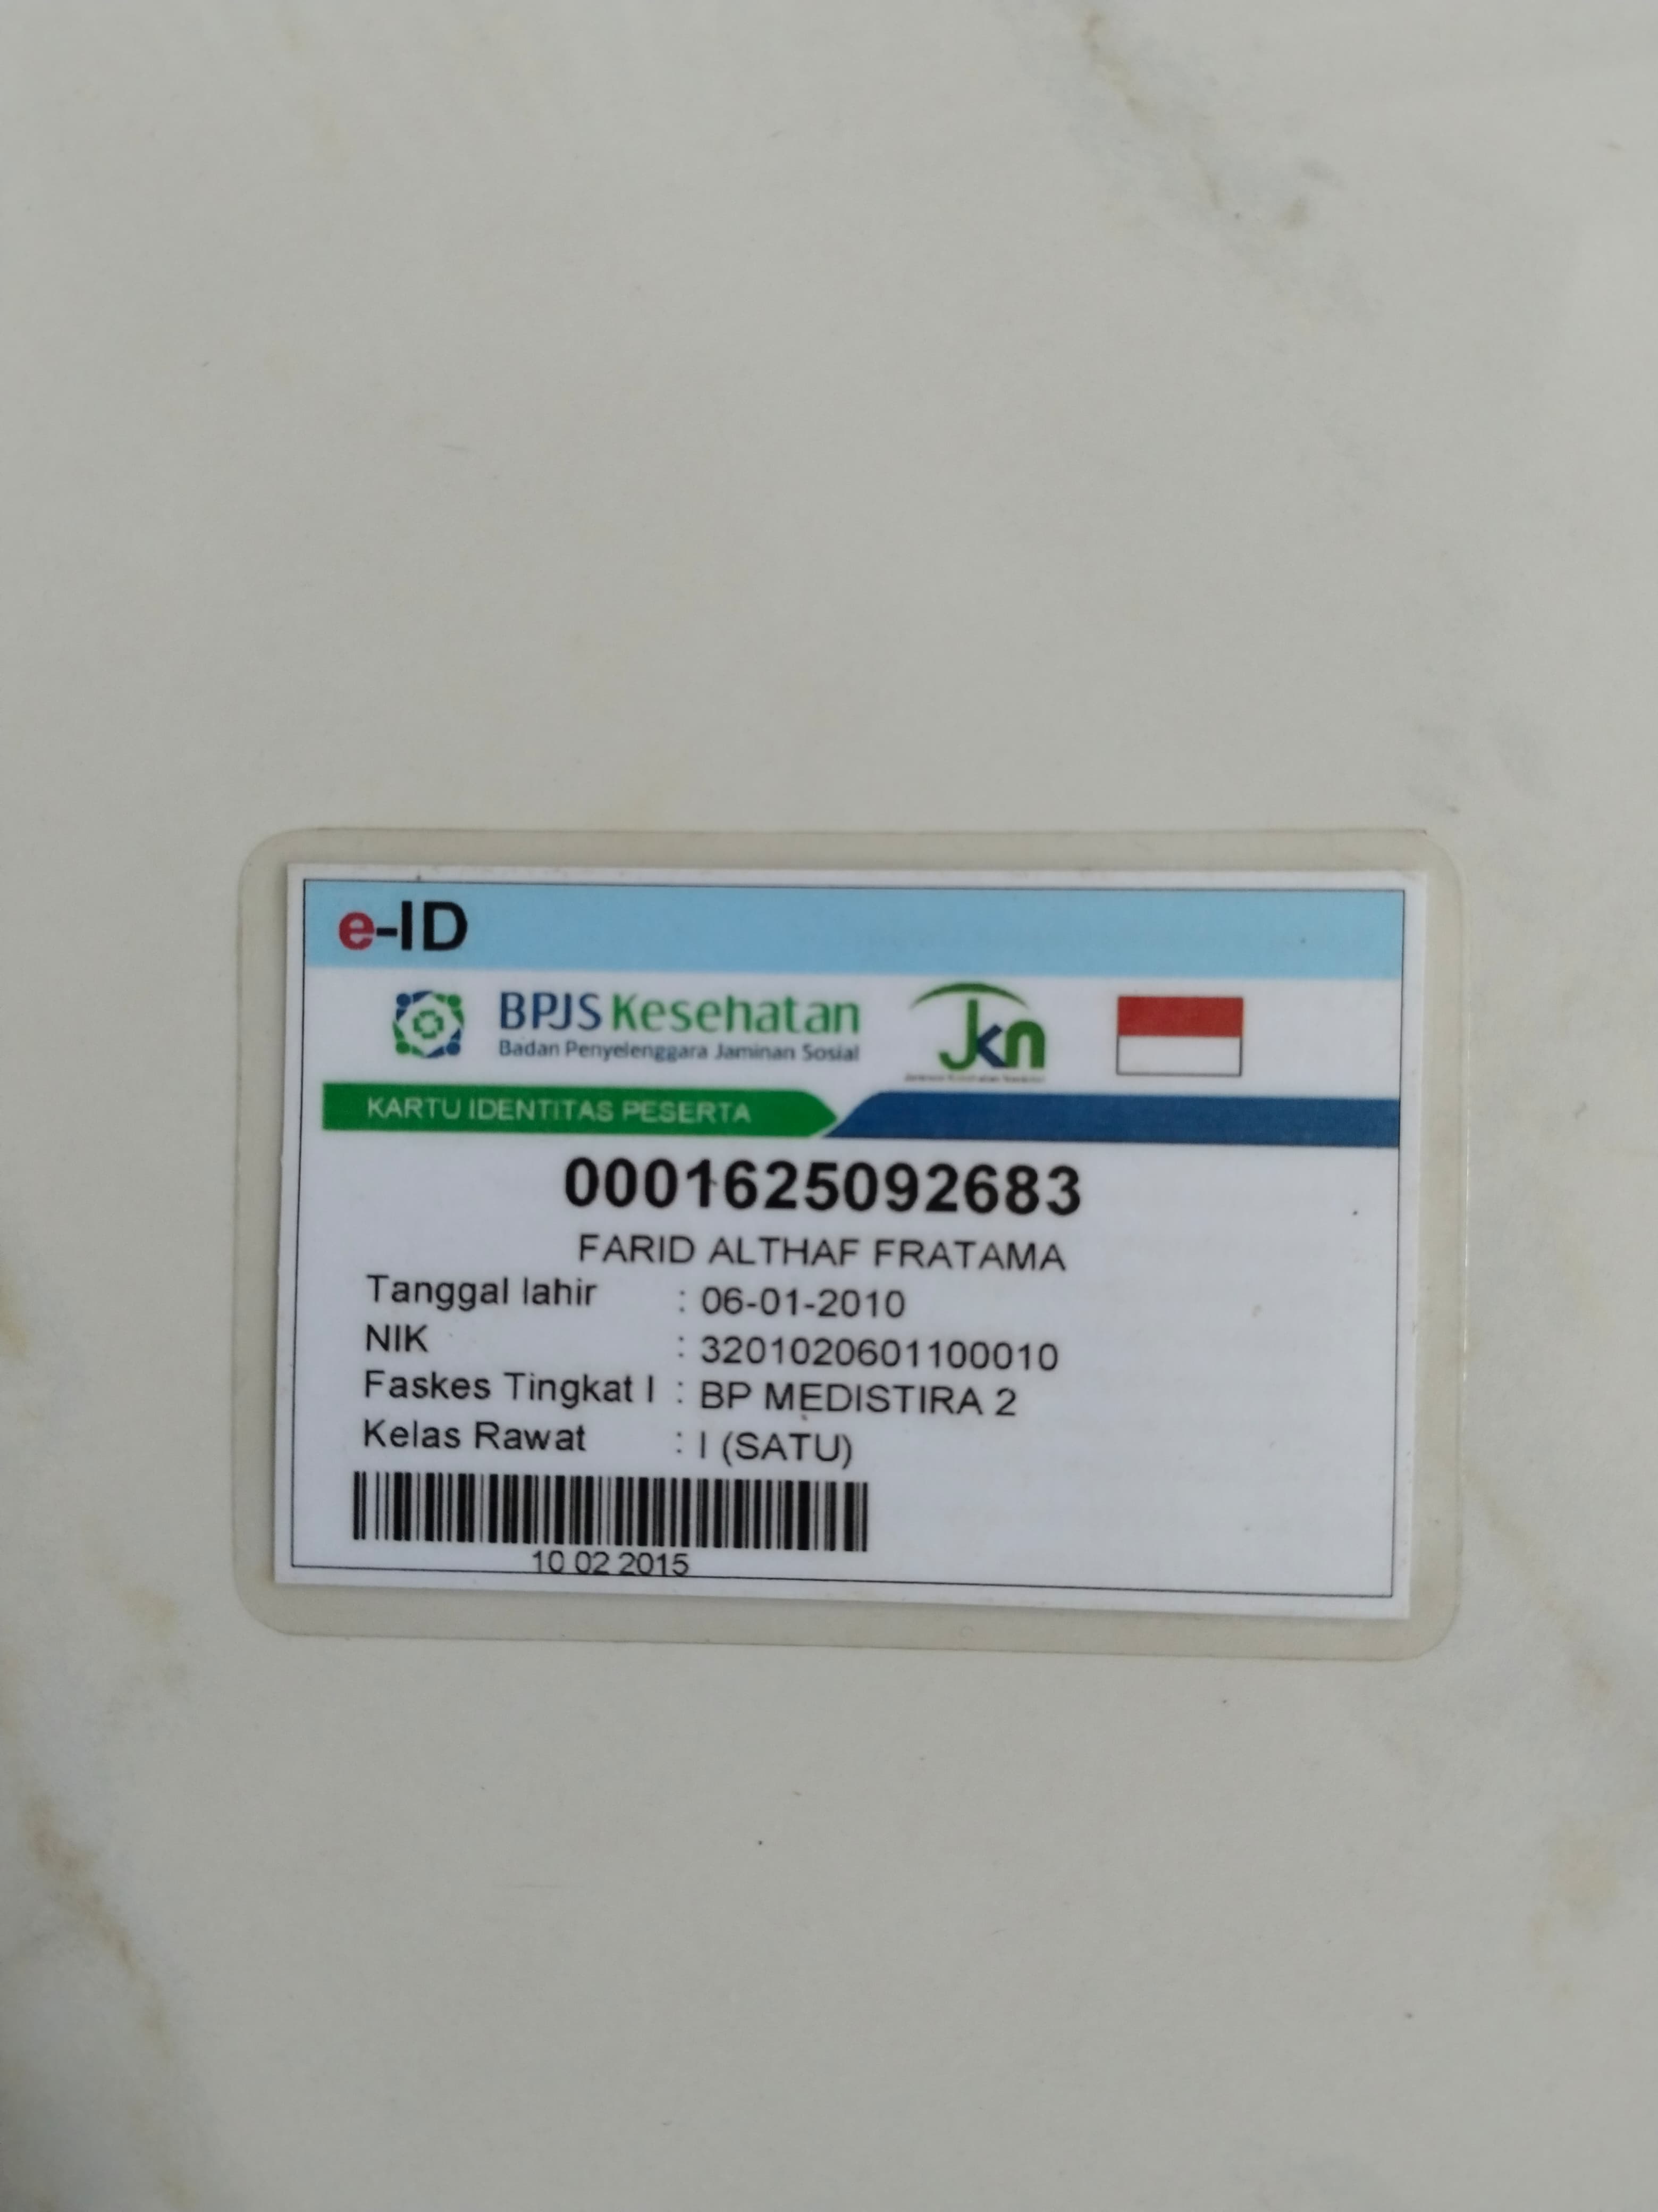 e-ID
BPJS Kesehatan
Badan Penyelenggara Jaminan Sosial
Jkn
KARTU IDENTITAS PESERTA
0001625092683
FARID ALTHAF FRATAMA
Tanggal lahir : 06-01-2010
NIK : 3201020601100010
Faskes Tingkat I : BP MEDISTIRA 2
Kelas Rawat : I (SATU)
10 02 2015